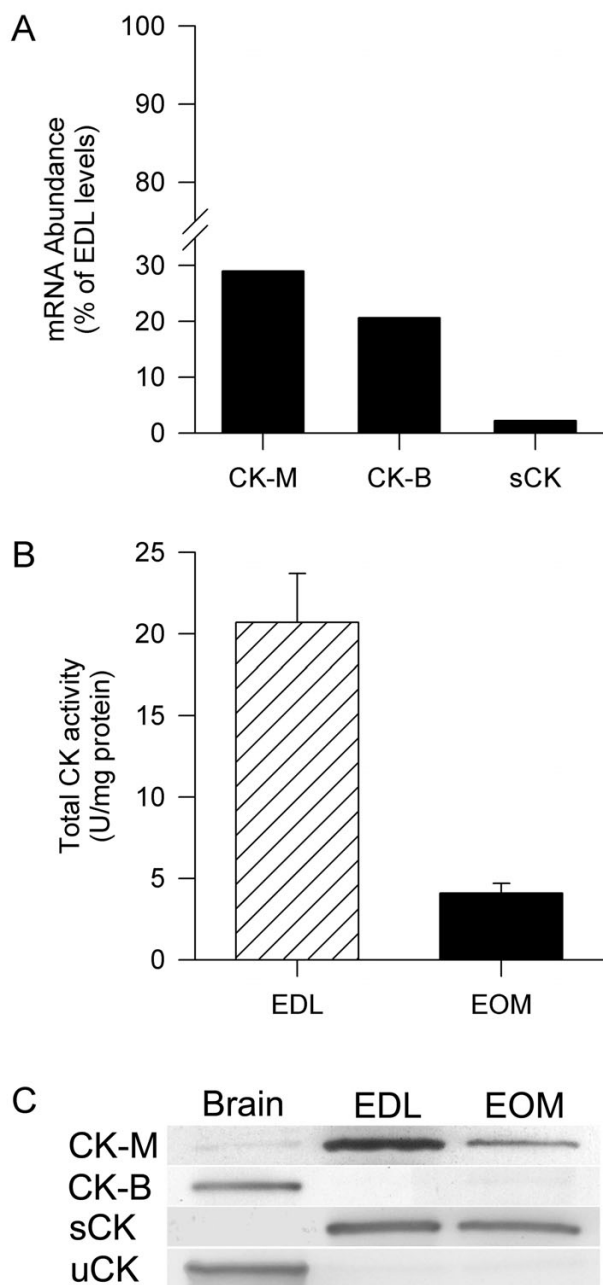 A
mRNA Abundance
(% of EDL levels)
100
90
80
30
20
10
0
CK-M CK-B sCK
B
Total CK activity
(U/mg protein)
25
20
15
10
5
0
EDL EOM
C
Brain EDL EOM
CK-M
CK-B
sCK
uCK